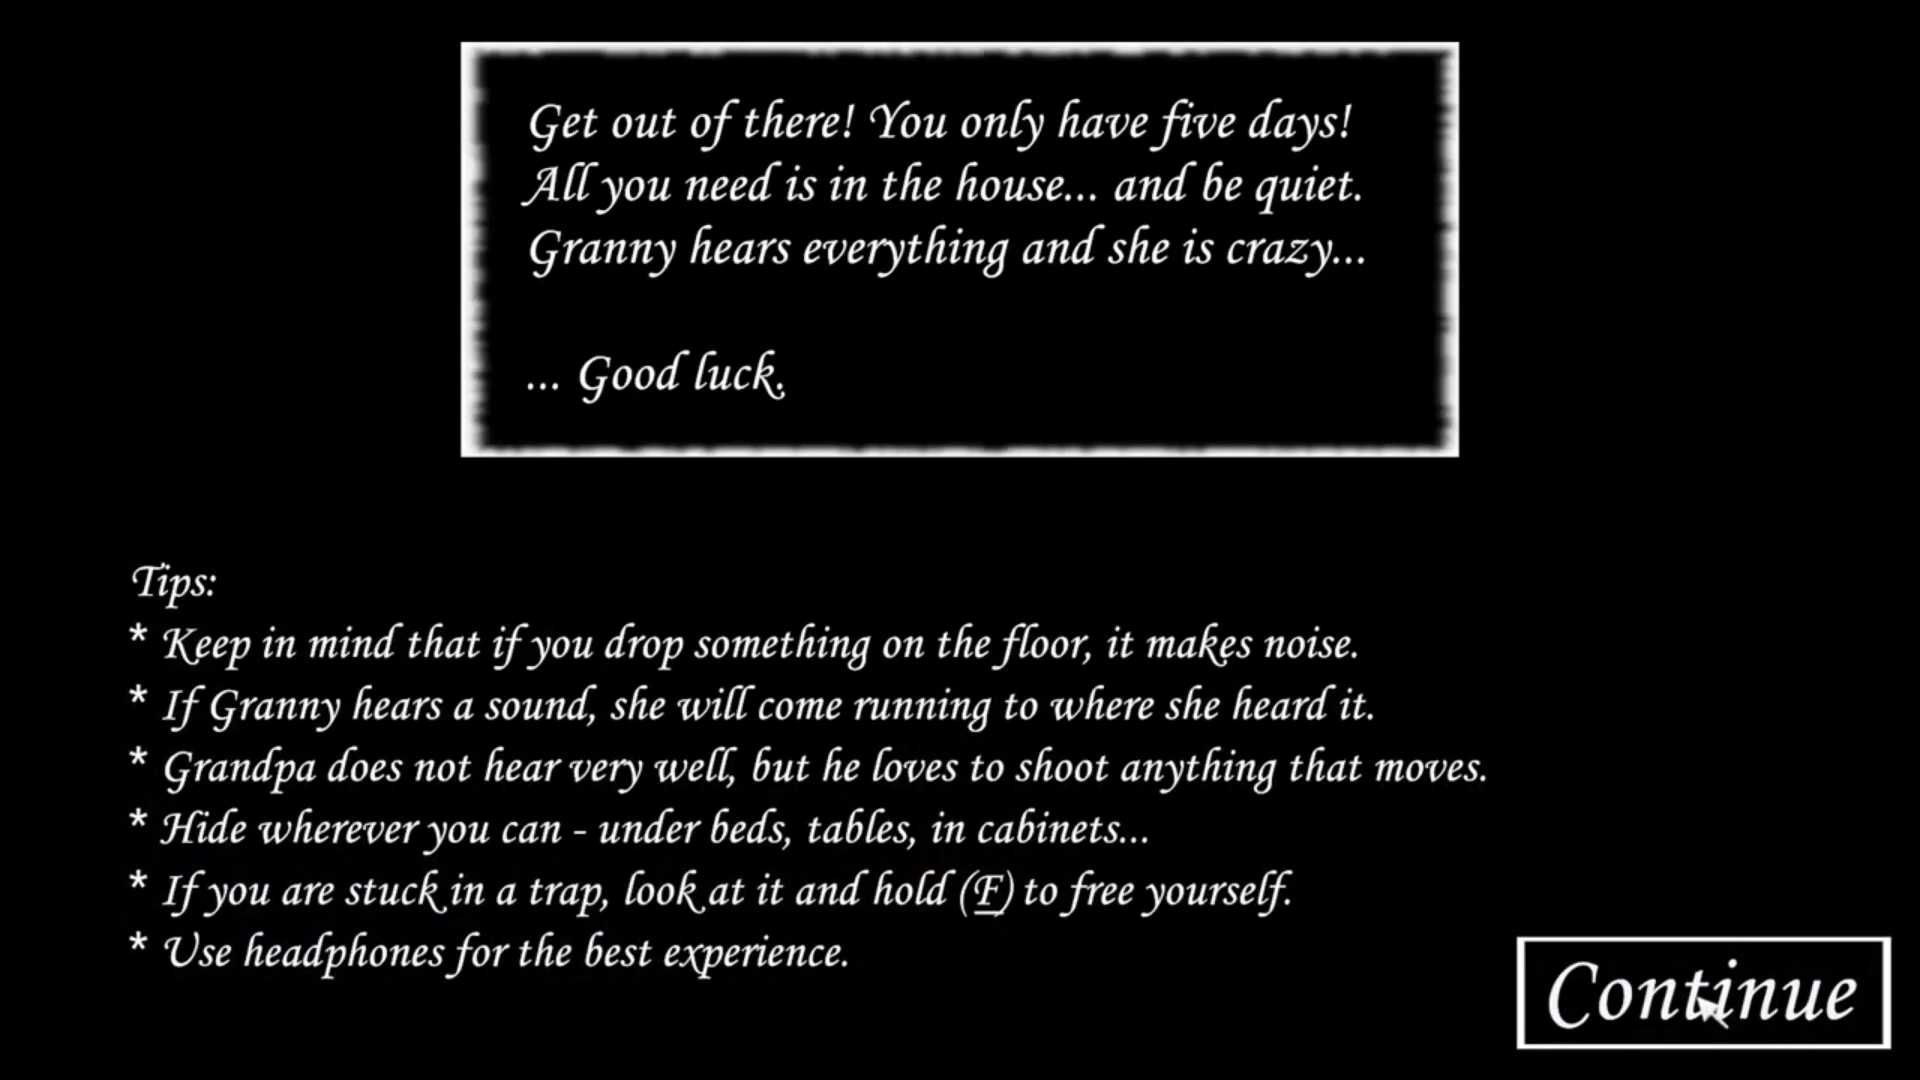 Get out of there! You only have five days!
All you need is in the house... and be quiet.
Granny hears everything and she is crazy...
... Good luck.
Tips:
* Keep in mind that if you drop something on the floor, it makes noise.
* If Granny hears a sound, she will come running to where she heard it.
* Grandpa does not hear very well, but he loves to shoot anything that moves.
* Hide wherever you can - under beds, tables, in cabinets...
* If you are stuck in a trap, look at it and hold (F) to free yourself.
* Use headphones for the best experience.
Continue